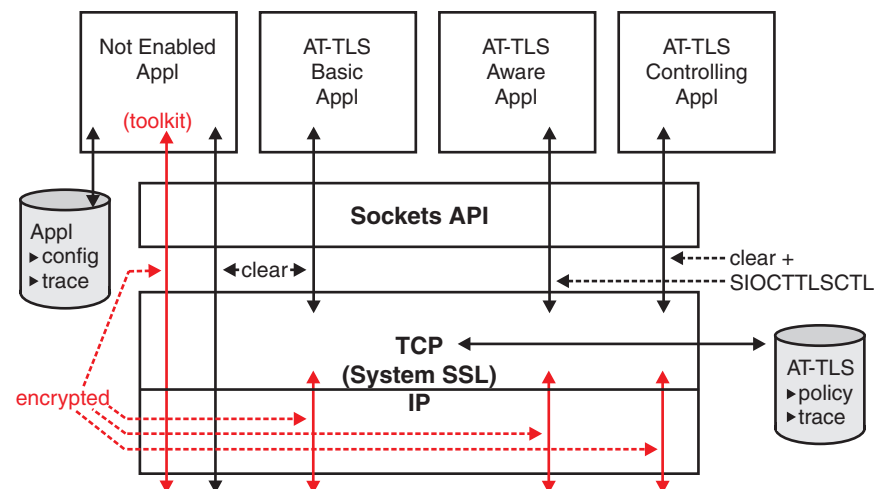 Not Enabled
Appl
(toolkit)
AT-TLS
Basic
Appl
AT-TLS
Aware
Appl
AT-TLS
Controlling
Appl
Sockets API
Appl
▸config
▸trace
clear
clear +
SIOCTTLSCTL
TCP
(System SSL)
IP
AT-TLS
▸policy
▸trace
encrypted